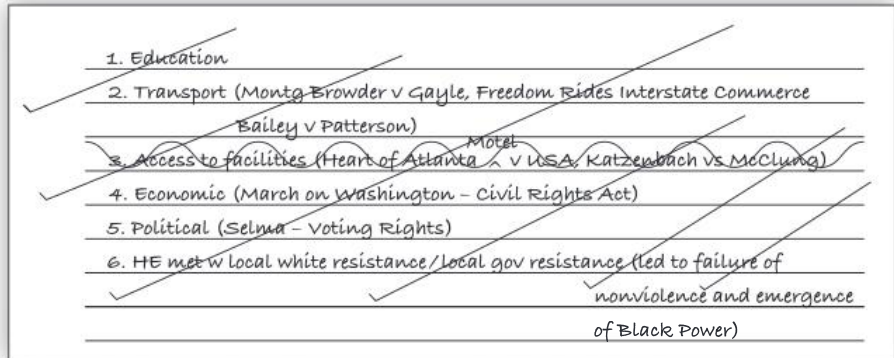 1. Education
2. Transport (Montg Browder v Gayle, Freedom Rides Interstate Commerce
Bailey v Patterson)
Motel
3. Access to facilities (Heart of Atlanta ^ v USA, Katzenbach vs McClung)
4. Economic (March on Washington – Civil Rights Act)
5. Political (Selma – Voting Rights)
6. HE met w local white resistance/local gov resistance (led to failure of
nonviolence and emergence
of Black Power)